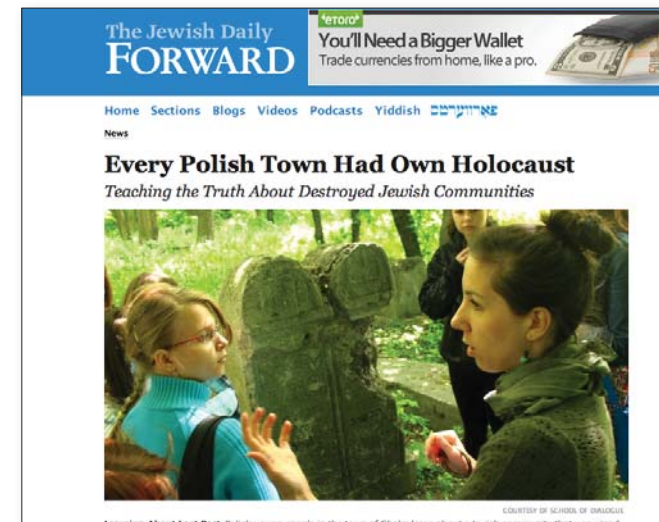 The Jewish Daily
FORWARD
eTORO
You'll Need a Bigger Wallet
Trade currencies from home, like a pro.
Home Sections Blogs Videos Podcasts Yiddish פֿאָרװערטס
News
Every Polish Town Had Own Holocaust
Teaching the Truth About Destroyed Jewish Communities
COURTESY OF SCHOOL OF DIALOGUE